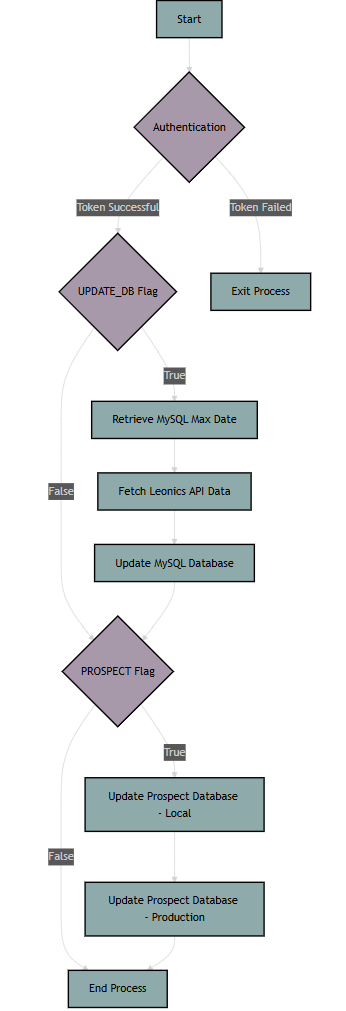 Start
Authentication
Token Successful
Token Failed
UPDATE_DB Flag
Exit Process
True
Retrieve MySQL Max Date
Fetch Leonics API Data
False
Update MySQL Database
PROSPECT Flag
True
Update Prospect Database
- Local
False
Update Prospect Database
- Production
End Process